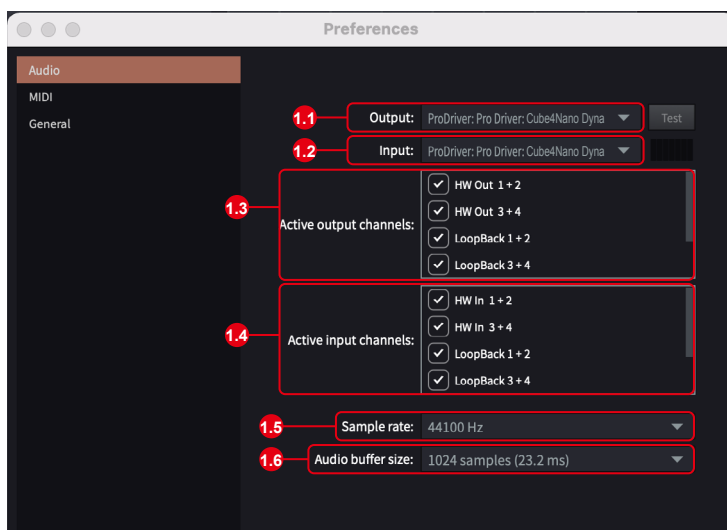 Preferences
Audio
MIDI
General
1.1 Output: ProDriver: Pro Driver: Cube4Nano Dyna Test
1.2 Input: ProDriver: Pro Driver: Cube4Nano Dyna
1.3 Active output channels:
HW Out 1 + 2
HW Out 3 + 4
LoopBack 1 + 2
LoopBack 3 + 4
1.4 Active input channels:
HW In 1 + 2
HW In 3 + 4
LoopBack 1 + 2
LoopBack 3 + 4
1.5 Sample rate: 44100 Hz
1.6 Audio buffer size: 1024 samples (23.2 ms)